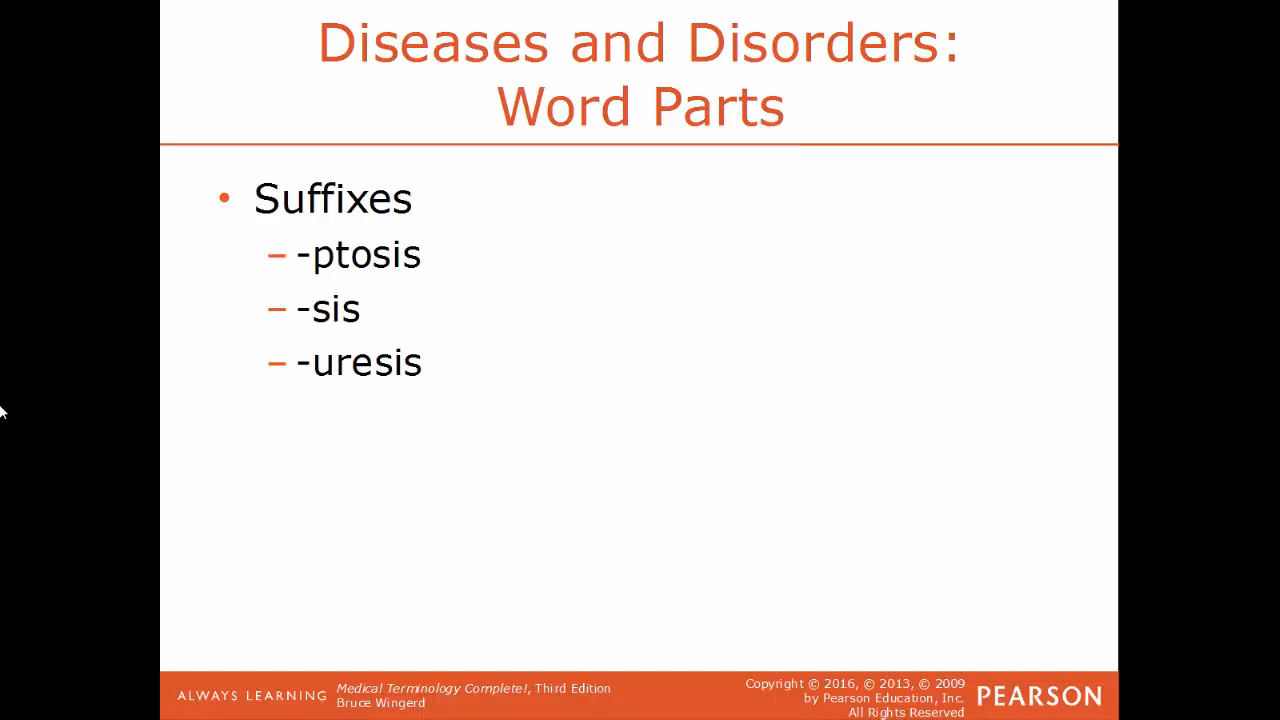 Diseases and Disorders:
Word Parts
• Suffixes
– -ptosis
– -sis
– -uresis
ALWAYS LEARNING
Medical Terminology Complete!, Third Edition
Bruce Wingerd
Copyright © 2016, © 2013, © 2009
by Pearson Education, Inc.
All Rights Reserved
PEARSON